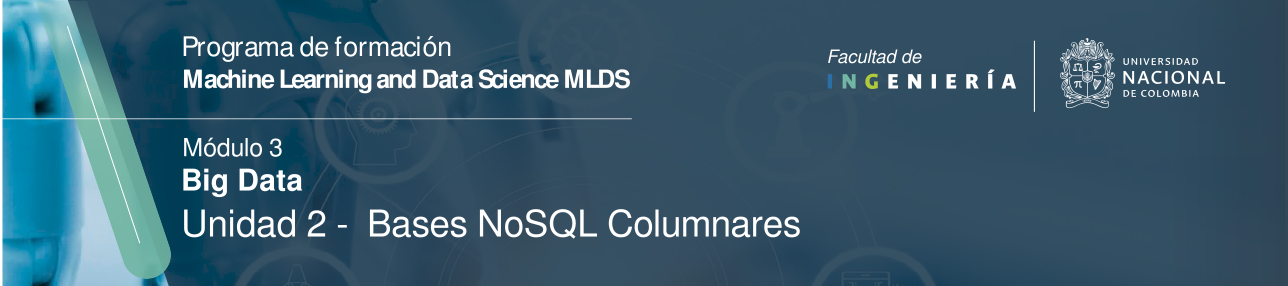 Programa de formación
Machine Learning and Data Science MLDS
Facultad de
INGENIERÍA
UNIVERSIDAD
NACIONAL
DE COLOMBIA
Módulo 3
Big Data
Unidad 2 - Bases NoSQL Columnares